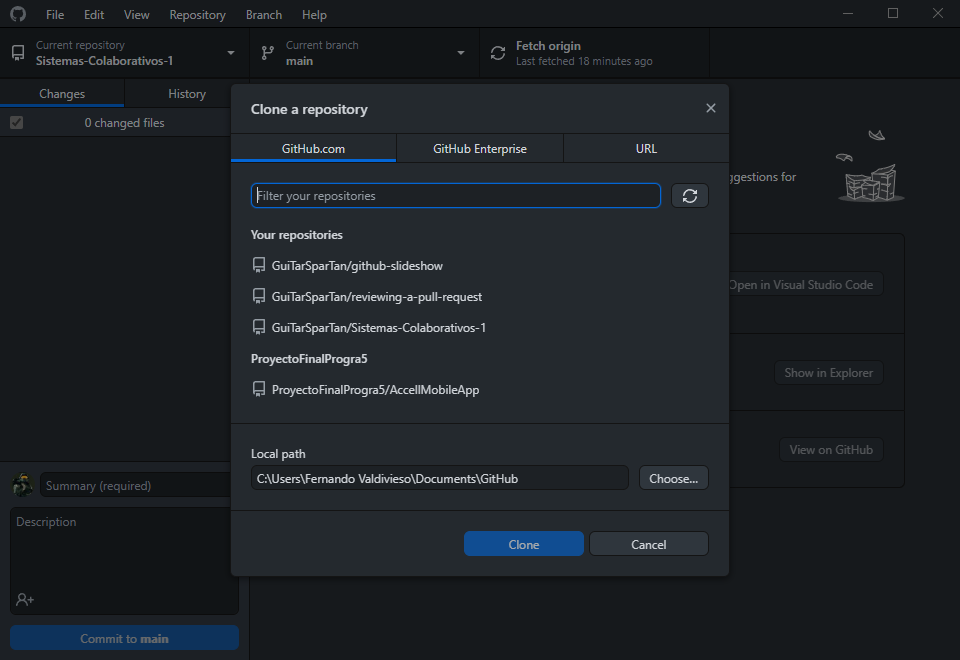 File Edit View Repository Branch Help
Current repository
Sistemas-Colaborativos-1
Current branch
main
Fetch origin
Last fetched 18 minutes ago
Changes History
0 changed files
Clone a repository
GitHub.com GitHub Enterprise URL
Filter your repositories
ggestions for
Your repositories
GuiTarSparTan/github-slideshow
GuiTarSparTan/reviewing-a-pull-request
GuiTarSparTan/Sistemas-Colaborativos-1
ProyectoFinalProgra5
ProyectoFinalProgra5/AccellMobileApp
Open in Visual Studio Code
Show in Explorer
View on GitHub
Local path
C:\Users\Fernando Valdivieso\Documents\GitHub
Choose...
Clone Cancel
Summary (required)
Description
Commit to main